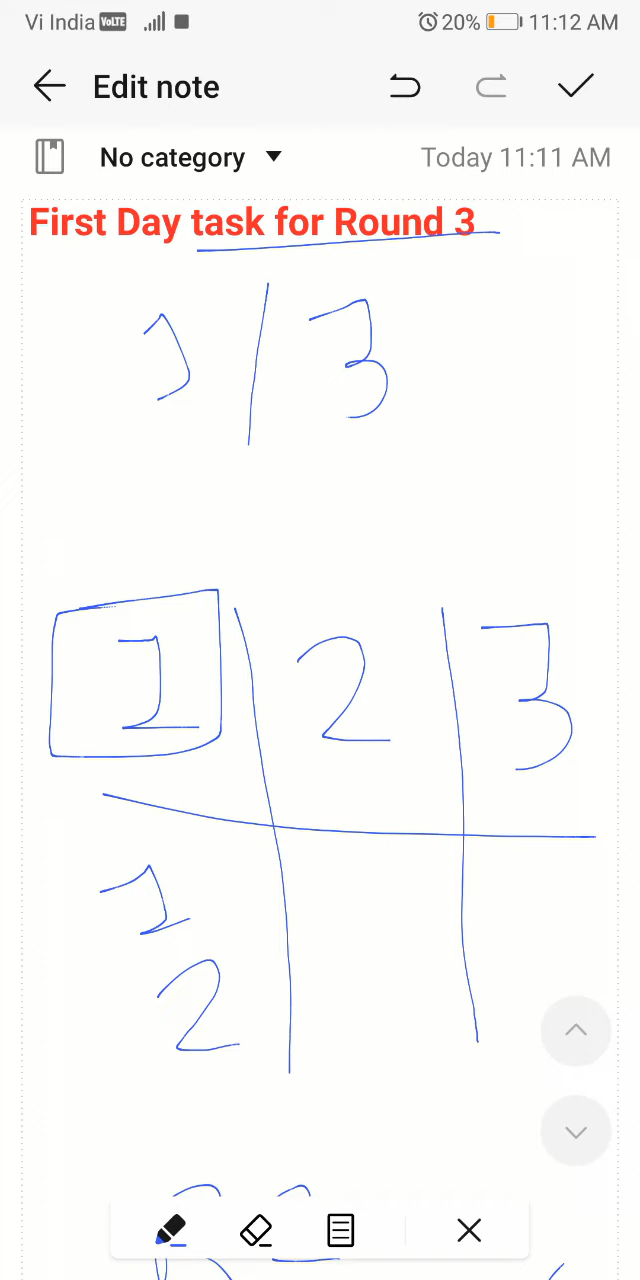 Vi India VoLTE 20% 11:12 AM
Edit note
No category Today 11:11 AM
First Day task for Round 3
1 | 3
1 2 3
1
2